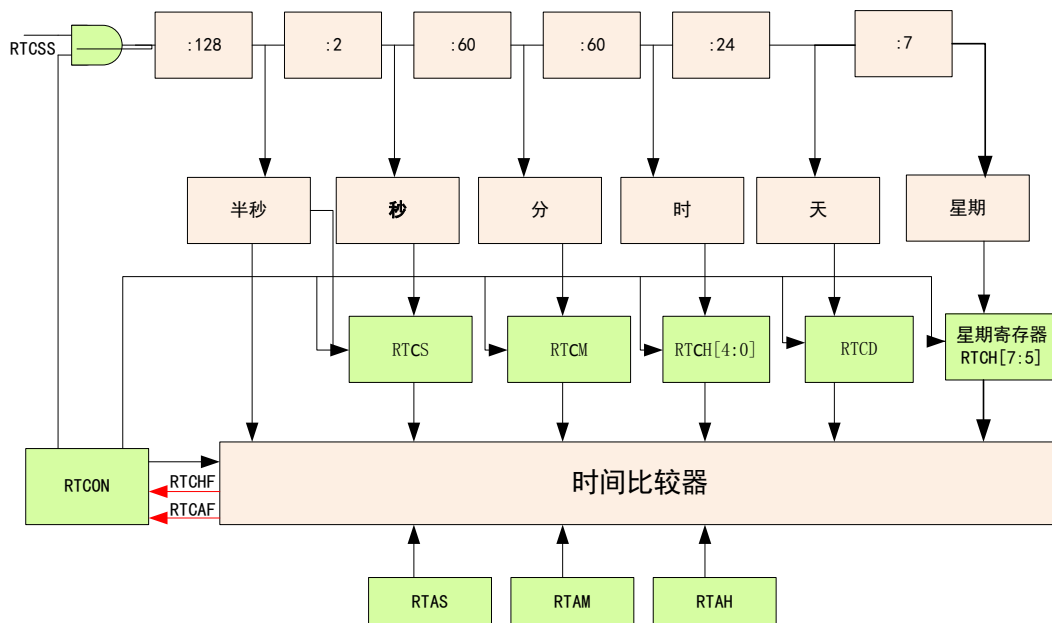 RTCSS
:128
:2
:60
:60
:24
:7
半秒
秒
分
时
天
星期
RTCS
RTCM
RTCH[4:0]
RTCD
星期寄存器
RTCH[7:5]
RTCON
RTCHF
RTCAF
时间比较器
RTAS
RTAM
RTAH